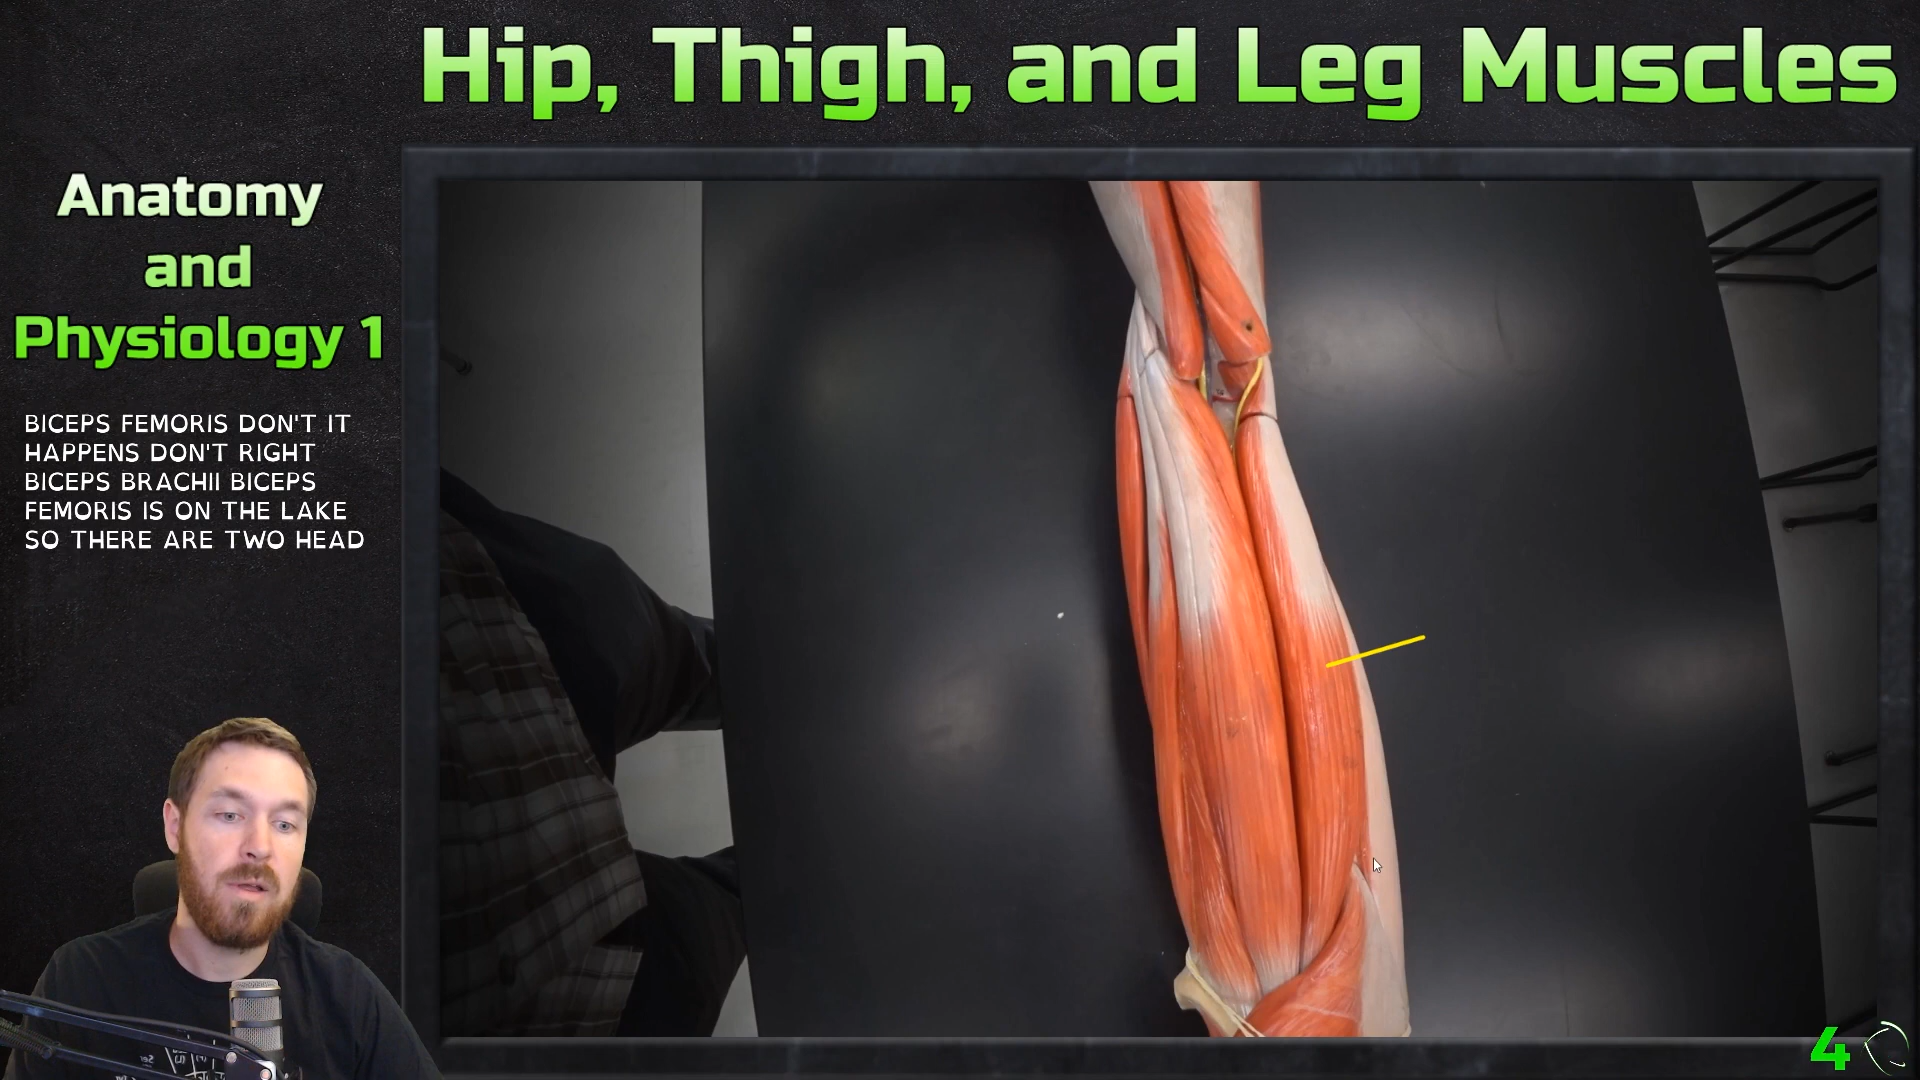 Hip, Thigh, and Leg Muscles
Anatomy
and
Physiology 1
BICEPS FEMORIS DON'T IT
HAPPENS DON'T RIGHT
BICEPS BRACHII BICEPS
FEMORIS IS ON THE LAKE
SO THERE ARE TWO HEAD
4